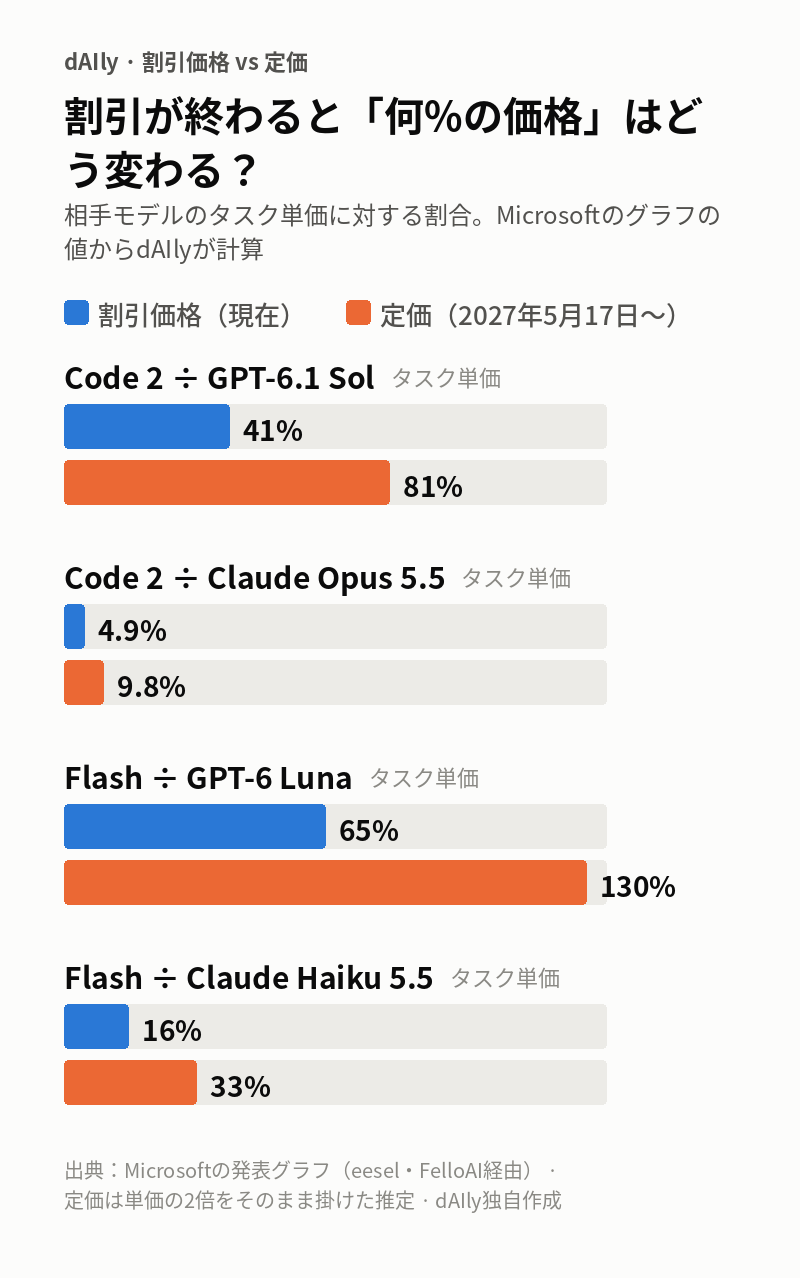 dAIly · 割引価格 vs 定価
割引が終わると「何%の価格」はど
う変わる？
相手モデルのタスク単価に対する割合。Microsoftのグラフの
値からdAIlyが計算
割引価格（現在） 定価（2027年5月17日〜）
Code 2 ÷ GPT-6.1 Sol タスク単価
41%
81%
Code 2 ÷ Claude Opus 5.5 タスク単価
4.9%
9.8%
Flash ÷ GPT-6 Luna タスク単価
65%
130%
Flash ÷ Claude Haiku 5.5 タスク単価
16%
33%
出典：Microsoftの発表グラフ（eesel・FelloAI経由） ·
定価は単価の2倍をそのまま掛けた推定 · dAIly独自作成